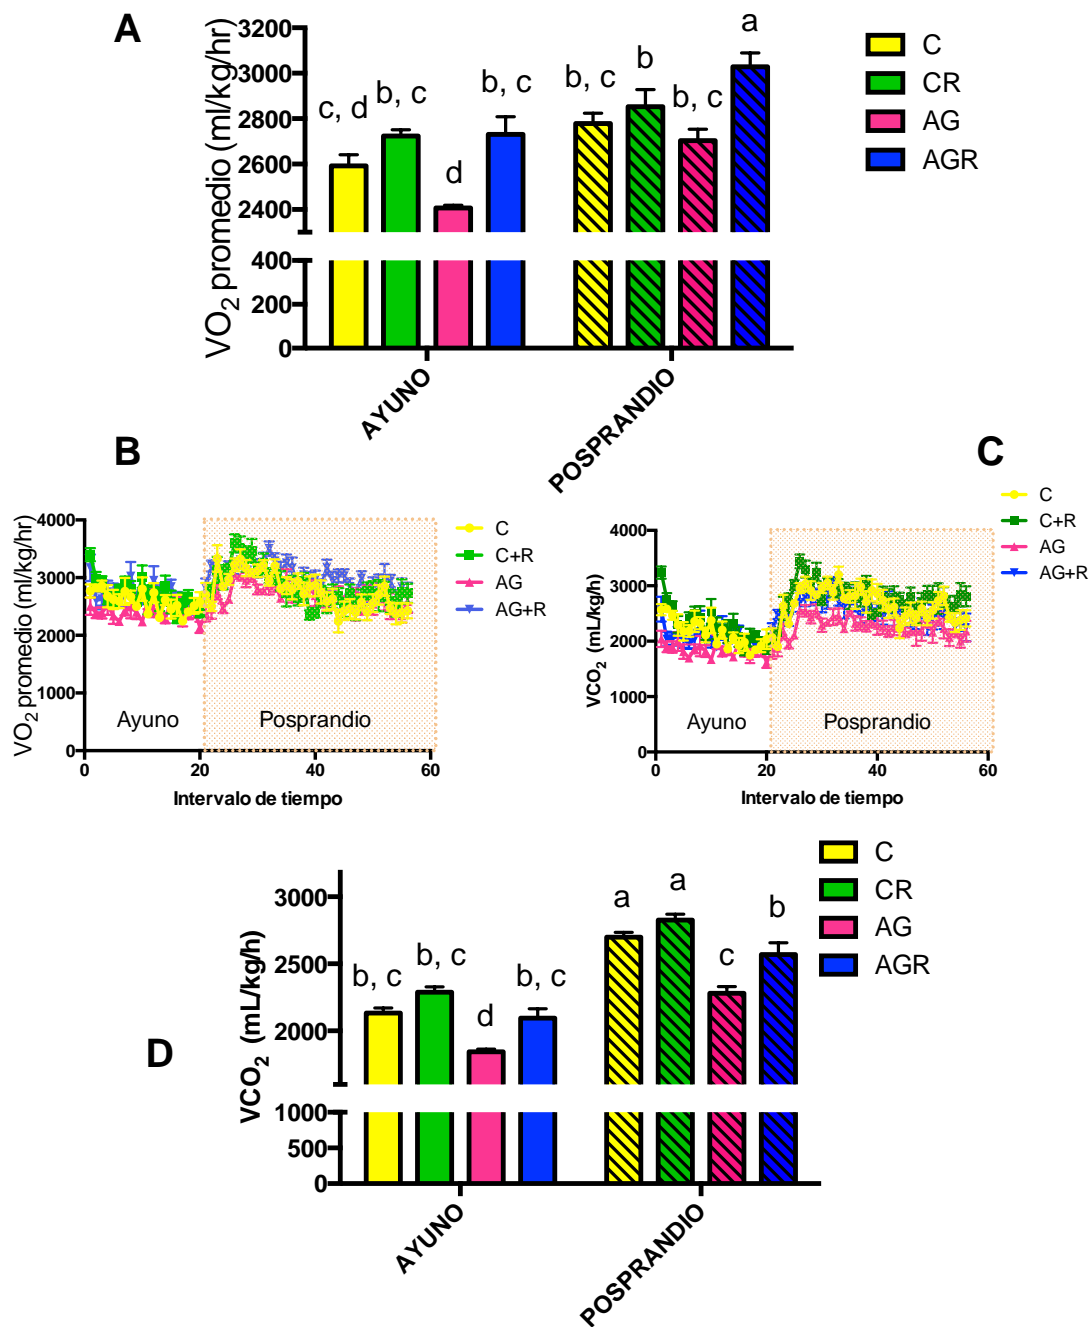 A
VO2 promedio (ml/kg/hr)
3200
3000
2800
2600
2400
400
200
0
c, d
b, c
d
b, c
b, c
b
b, c
a
C
CR
AG
AGR
AYUNO
POSPRANDIO
B
VO2 promedio (ml/kg/hr)
4000
3000
2000
1000
0
0
20
40
60
Ayuno
Posprandio
Intervalo de tiempo
C
C+R
AG
AG+R
C
VCO2 (mL/kg/h)
4000
3000
2000
1000
0
0
20
40
60
Ayuno
Posprandio
Intervalo de tiempo
C
C+R
AG
AG+R
D
VCO2 (mL/kg/h)
3000
2500
2000
1000
500
0
b, c
b, c
d
b, c
a
a
c
b
C
CR
AG
AGR
AYUNO
POSPRANDIO